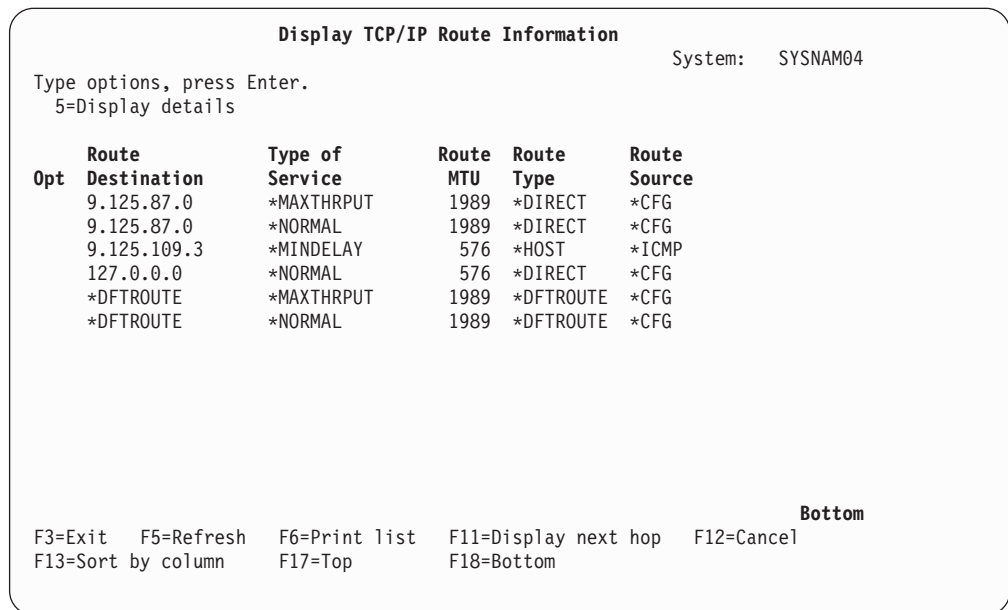 Display TCP/IP Route Information
System: SYSNAM04
Type options, press Enter.
5=Display details
Route Type of Route Route Route
Opt Destination Service MTU Type Source
9.125.87.0 *MAXTHRPUT 1989 *DIRECT *CFG
9.125.87.0 *NORMAL 1989 *DIRECT *CFG
9.125.109.3 *MINDELAY 576 *HOST *ICMP
127.0.0.0 *NORMAL 576 *DIRECT *CFG
*DFTROUTE *MAXTHRPUT 1989 *DFTROUTE *CFG
*DFTROUTE *NORMAL 1989 *DFTROUTE *CFG
Bottom
F3=Exit F5=Refresh F6=Print list F11=Display next hop F12=Cancel
F13=Sort by column F17=Top F18=Bottom